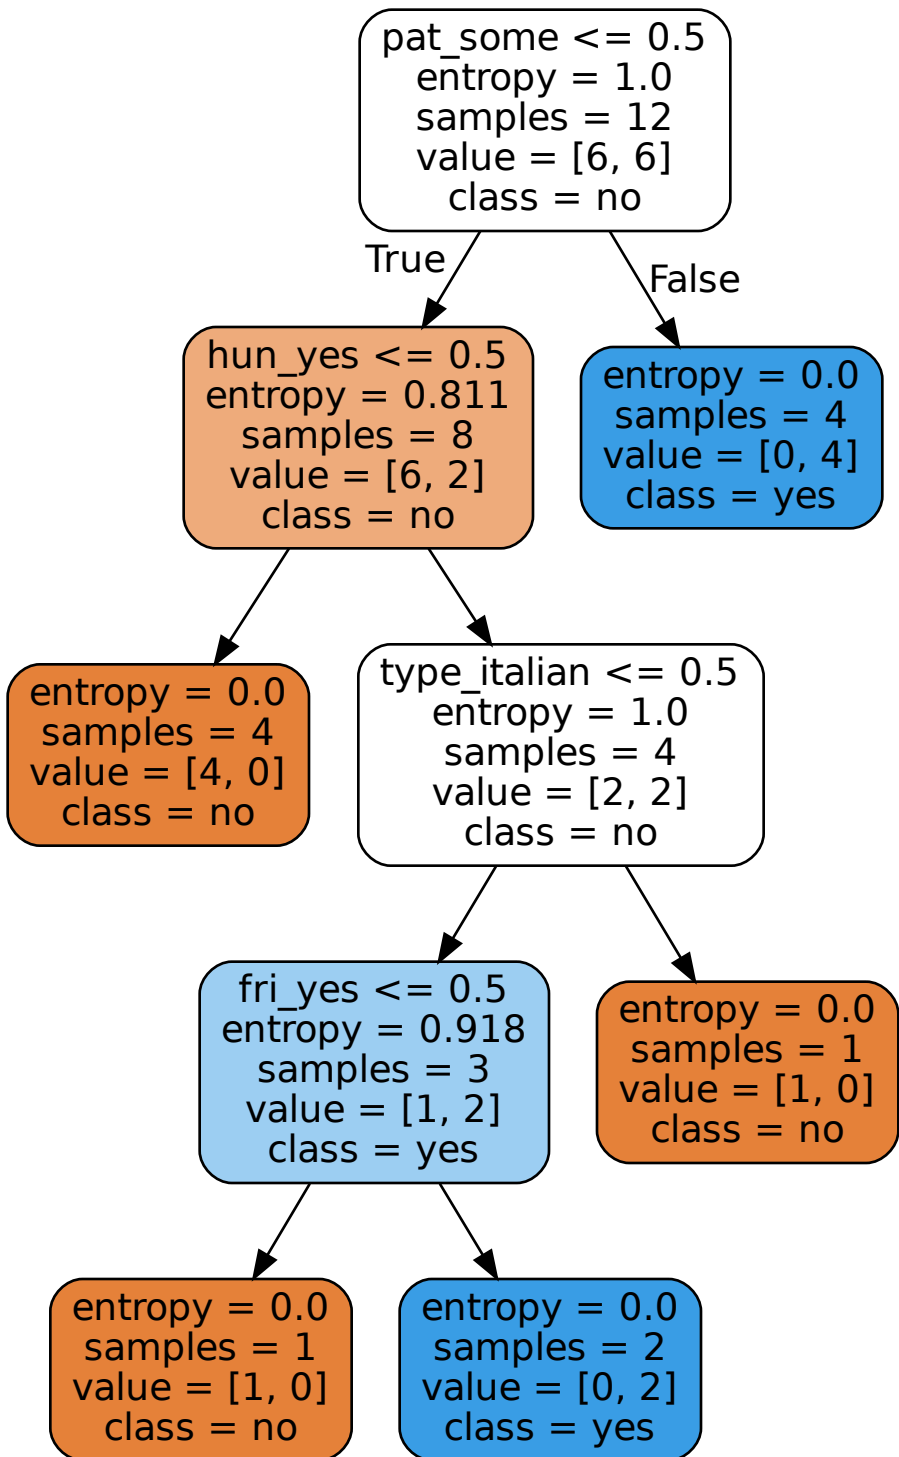 pat_some <= 0.5
entropy = 1.0
samples = 12
value = [6, 6]
class = no
True
False
hun_yes <= 0.5
entropy = 0.811
samples = 8
value = [6, 2]
class = no
entropy = 0.0
samples = 4
value = [0, 4]
class = yes
entropy = 0.0
samples = 4
value = [4, 0]
class = no
type_italian <= 0.5
entropy = 1.0
samples = 4
value = [2, 2]
class = no
fri_yes <= 0.5
entropy = 0.918
samples = 3
value = [1, 2]
class = yes
entropy = 0.0
samples = 1
value = [1, 0]
class = no
entropy = 0.0
samples = 1
value = [1, 0]
class = no
entropy = 0.0
samples = 2
value = [0, 2]
class = yes